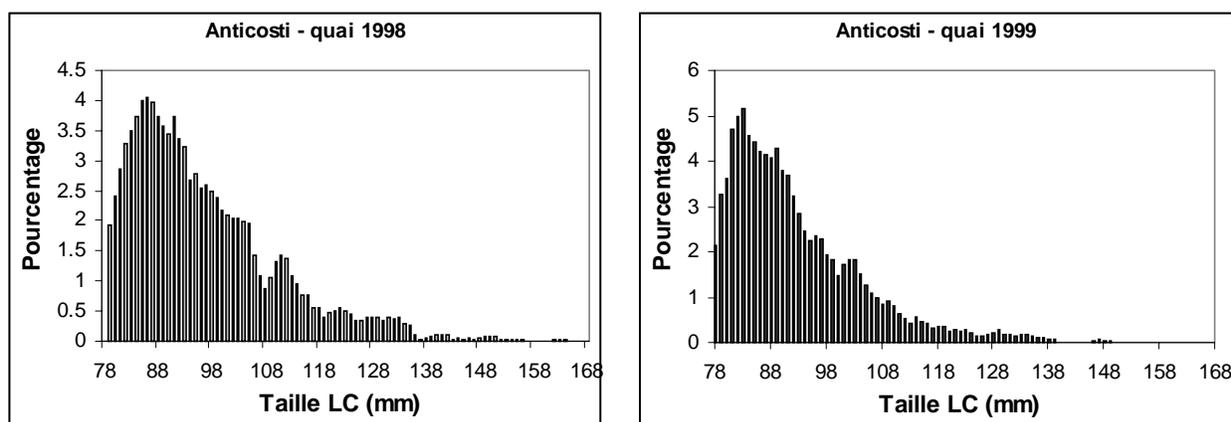 Anticosti - quai 1998
4.5
4
3.5
3
2.5
2
1.5
1
0.5
0
Pourcentage
78 88 98 108 118 128 138 148 158 168
Taille LC (mm)
Anticosti - quai 1999
6
5
4
3
2
1
0
Pourcentage
78 88 98 108 118 128 138 148 158 168
Taille LC (mm)